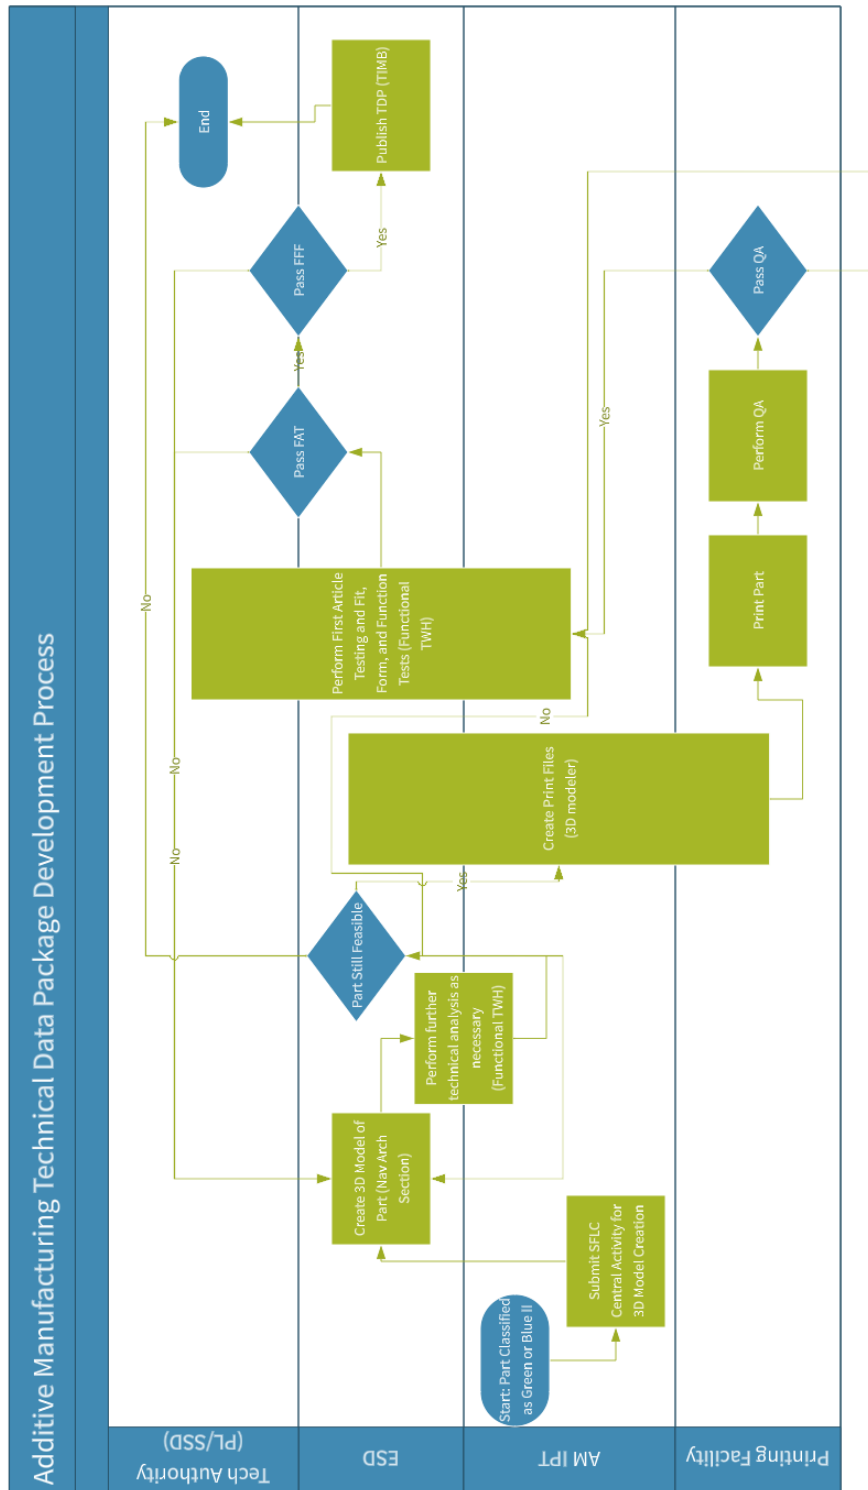 Additive Manufacturing Technical Data Package Development Process
Tech Authority
(PL/SSD)
ESD
AM IPT
Printing Facility
Start: Part Classified
as Green or Blue II
Submit SFLC
Central Activity for
3D Model Creation
Create 3D Model of
Part (Nav Arch
Section)
Perform further
technical analysis as
necessary
(Functional TWH)
Part Still Feasible
No
Yes
Create Print Files
(3D modeler)
Print Part
Perform QA
Pass QA
No
Yes
Perform First Article
Testing and Fit,
Form, and Function
Tests (Functional
TWH)
Pass FAT
No
Yes
Pass FFF
No
Yes
Publish TDP (TIMB)
End